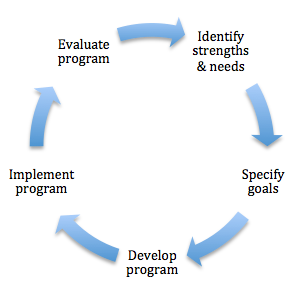 Identify
strengths
& needs
Specify
goals
Develop
program
Implement
program
Evaluate
program